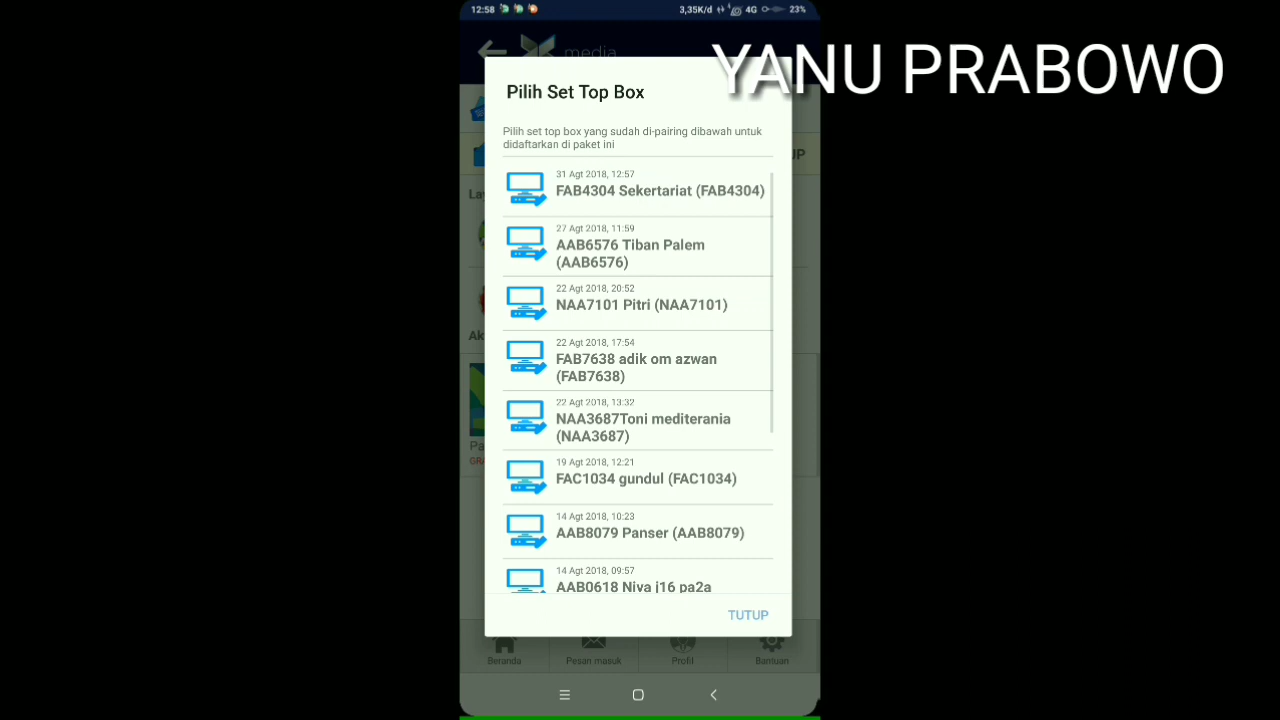 12:58
3,35K/d 4G 23%
media
YANU PRABOWO
Pilih Set Top Box
Pilih set top box yang sudah di-pairing dibawah untuk
didaftarkan di paket ini
31 Agt 2018, 12:57
FAB4304 Sekertariat (FAB4304)
27 Agt 2018, 11:59
AAB6576 Tiban Palem
(AAB6576)
22 Agt 2018, 20:52
NAA7101 Pitri (NAA7101)
22 Agt 2018, 17:54
FAB7638 adik om azwan
(FAB7638)
22 Agt 2018, 13:32
NAA3687Toni mediterania
(NAA3687)
19 Agt 2018, 12:21
FAC1034 gundul (FAC1034)
14 Agt 2018, 10:23
AAB8079 Panser (AAB8079)
14 Agt 2018, 09:57
AAB0618 Niva j16 pa2a
TUTUP
Beranda Pesan masuk Profil Bantuan